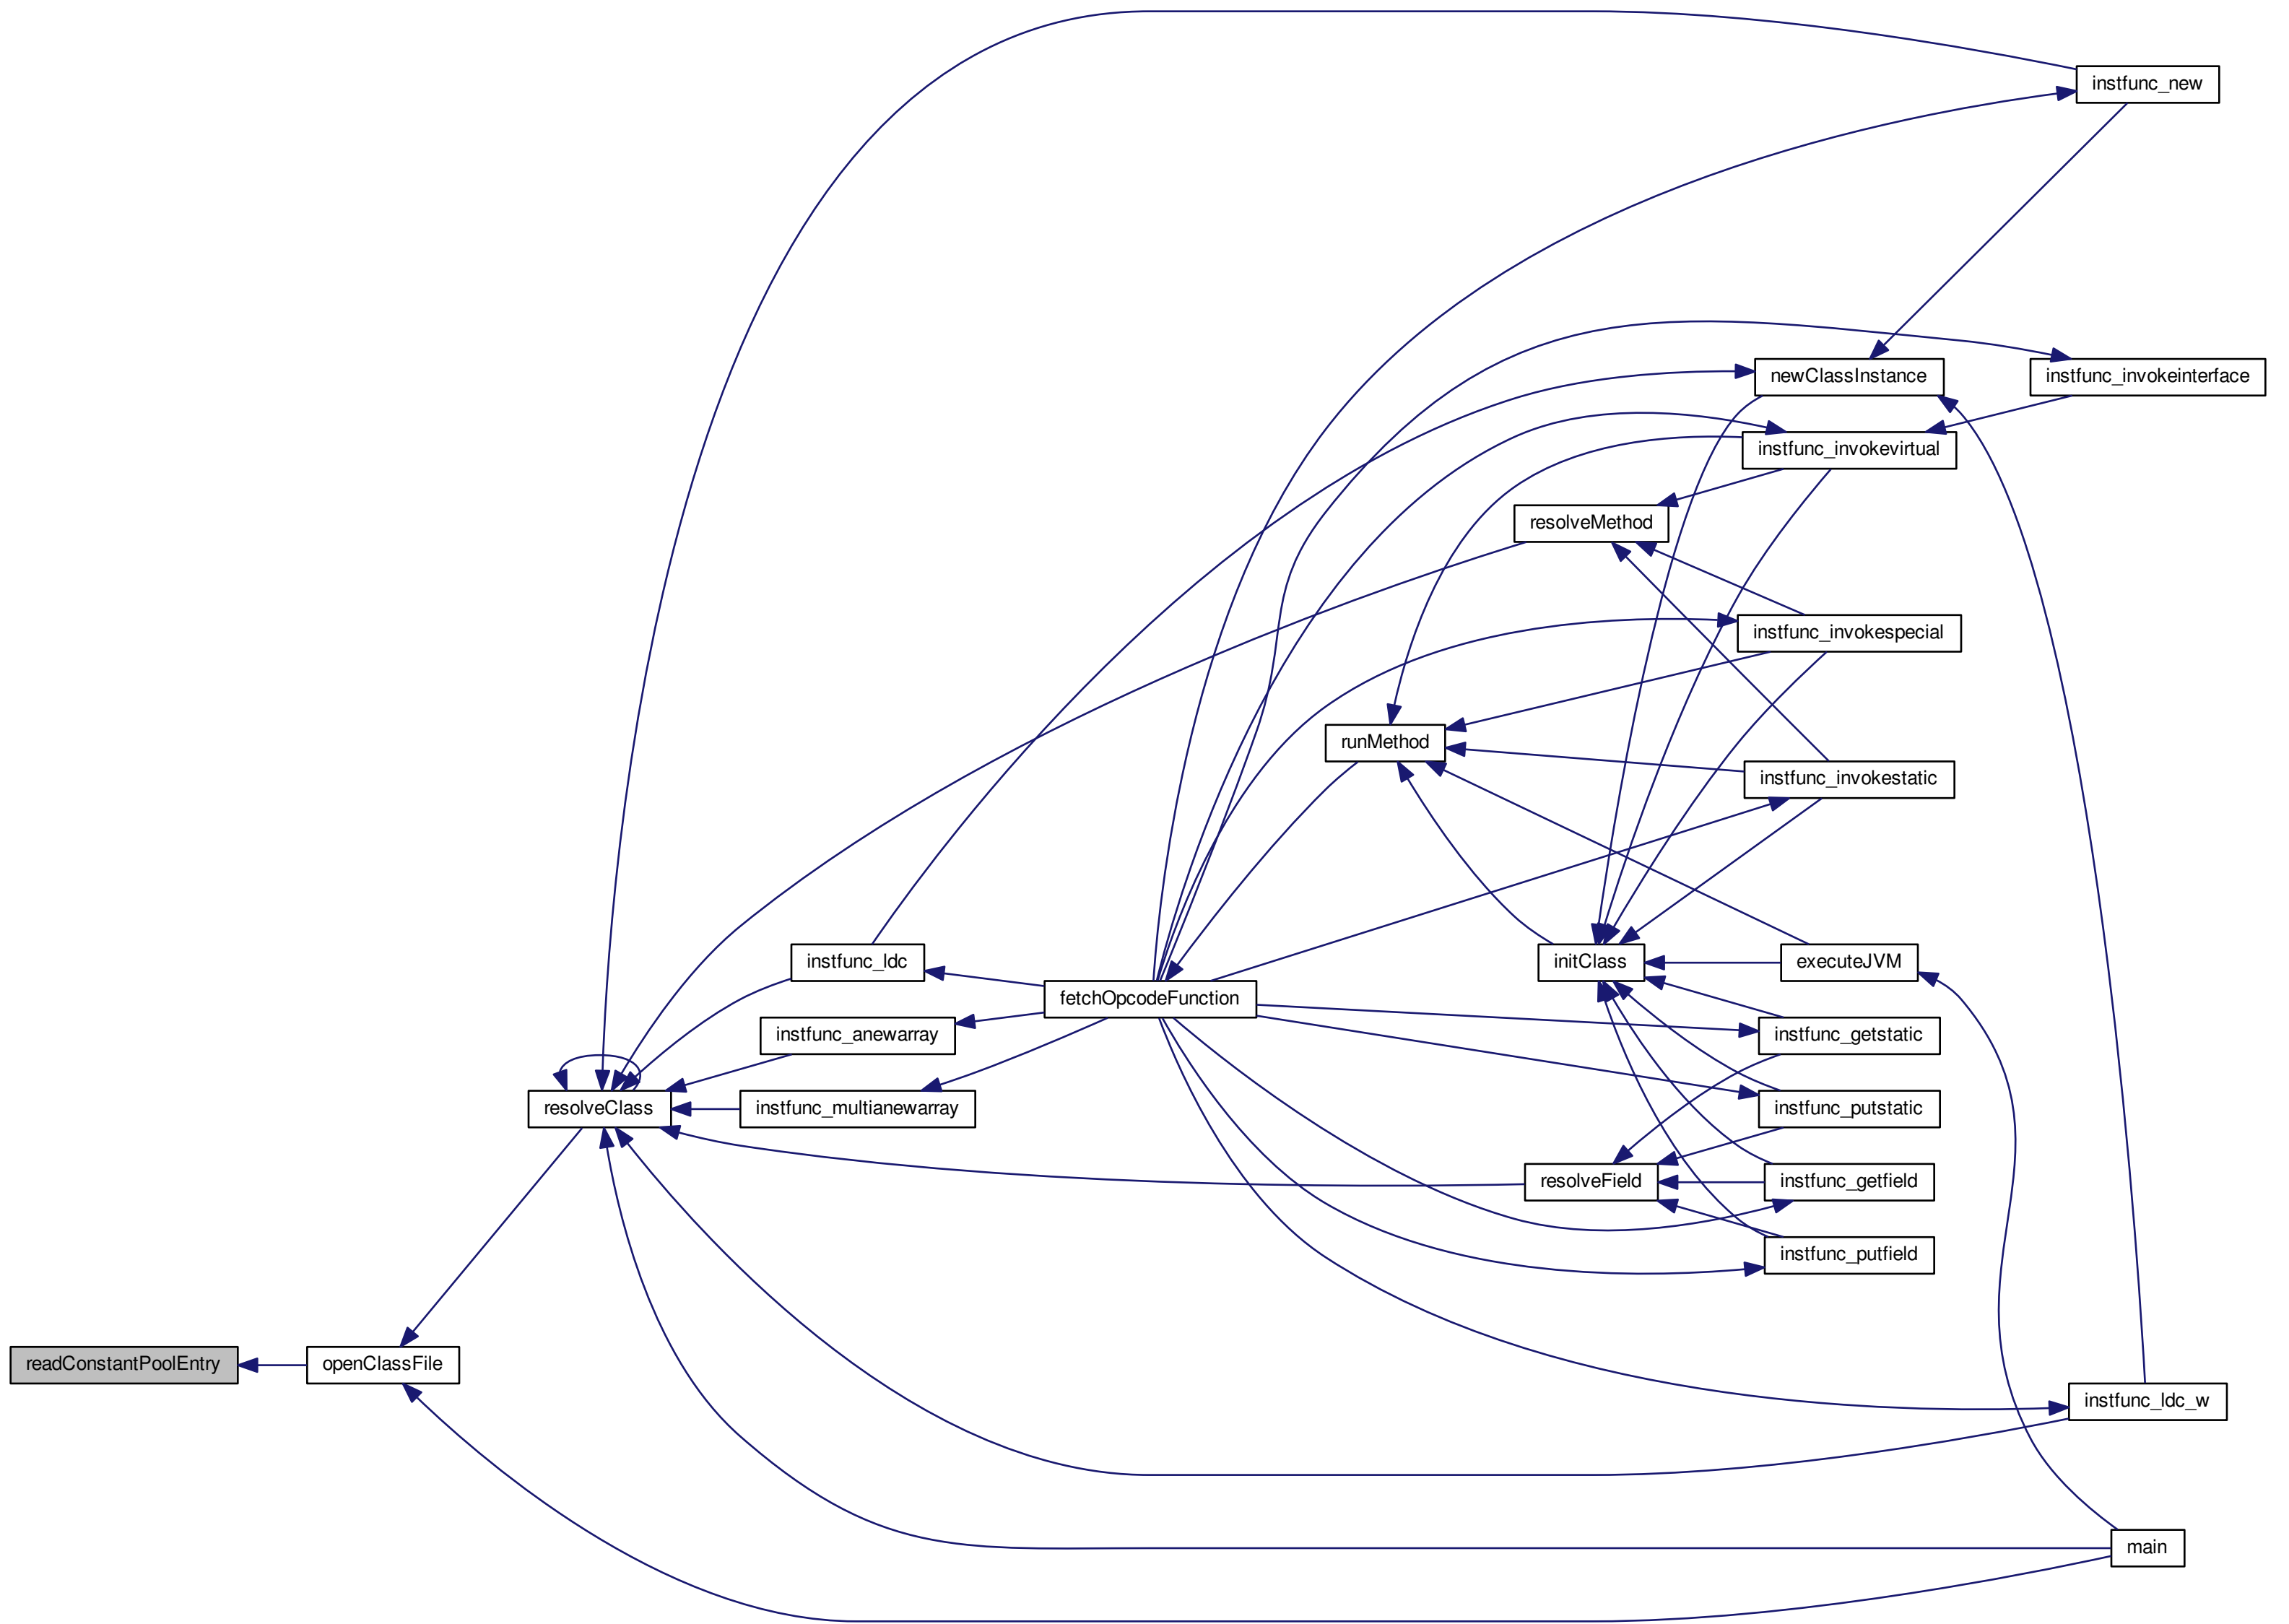 instfunc_new
newClassInstance
instfunc_invokeinterface
instfunc_invokevirtual
resolveMethod
instfunc_invokespecial
runMethod
instfunc_invokestatic
instfunc_ldc
initClass
executeJVM
fetchOpcodeFunction
instfunc_anewarray
instfunc_getstatic
resolveClass
instfunc_multianewarray
instfunc_putstatic
resolveField
instfunc_getfield
instfunc_putfield
readConstantPoolEntry
openClassFile
instfunc_ldc_w
main